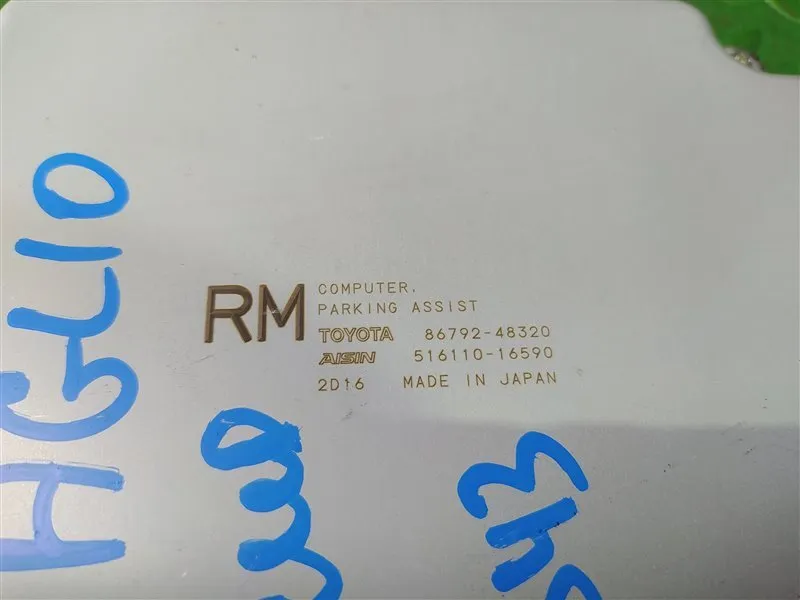 RM
COMPUTER.
PARKING ASSIST
TOYOTA 86792-48320
AISIN 516110-16590
2D16 MADE IN JAPAN
HGL10